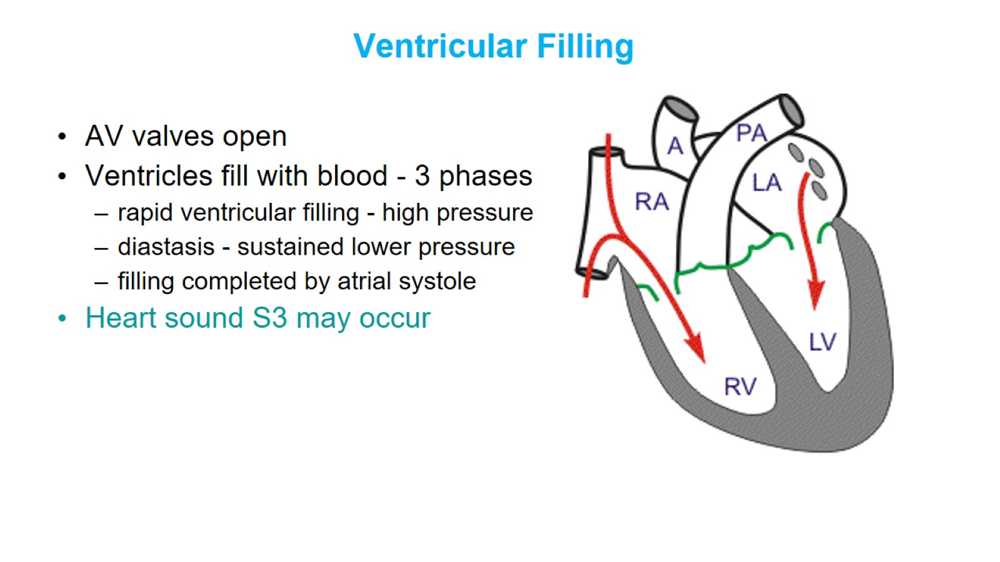 Ventricular Filling
• AV valves open
• Ventricles fill with blood - 3 phases
– rapid ventricular filling - high pressure
– diastasis - sustained lower pressure
– filling completed by atrial systole
• Heart sound S3 may occur
A
PA
RA
LA
RV
LV